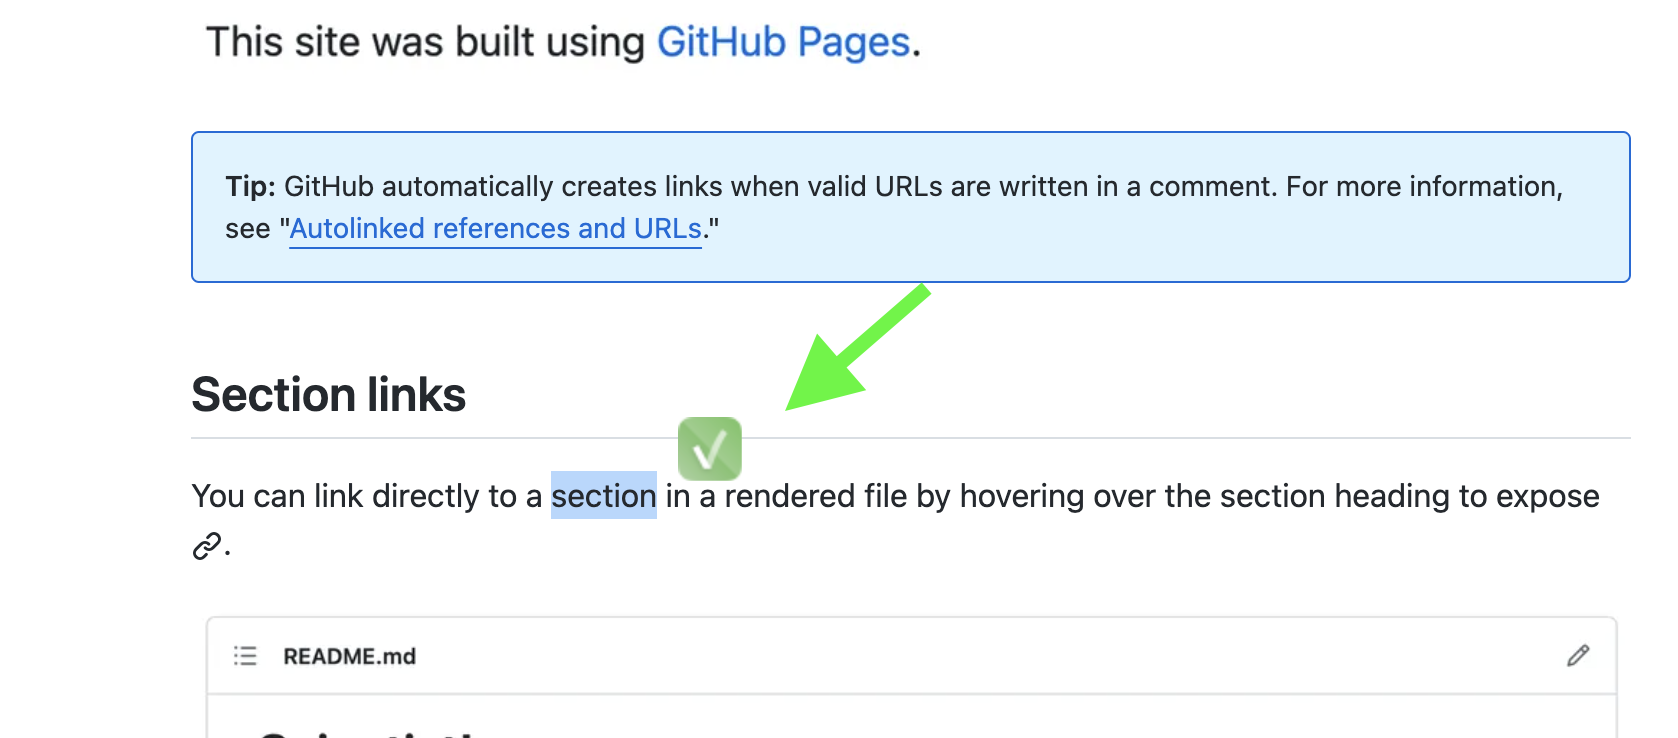 This site was built using GitHub Pages.
Tip: GitHub automatically creates links when valid URLs are written in a comment. For more information,
see "Autolinked references and URLs."
Section links
You can link directly to a section in a rendered file by hovering over the section heading to expose
.
README.md